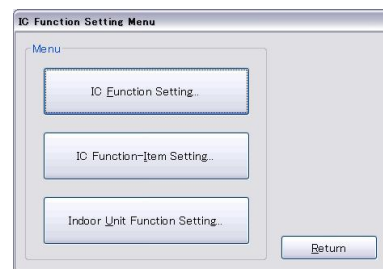 IC Function Setting Menu
Menu
IC Function Setting...
IC Function-Item Setting...
Indoor Unit Function Setting...
Return